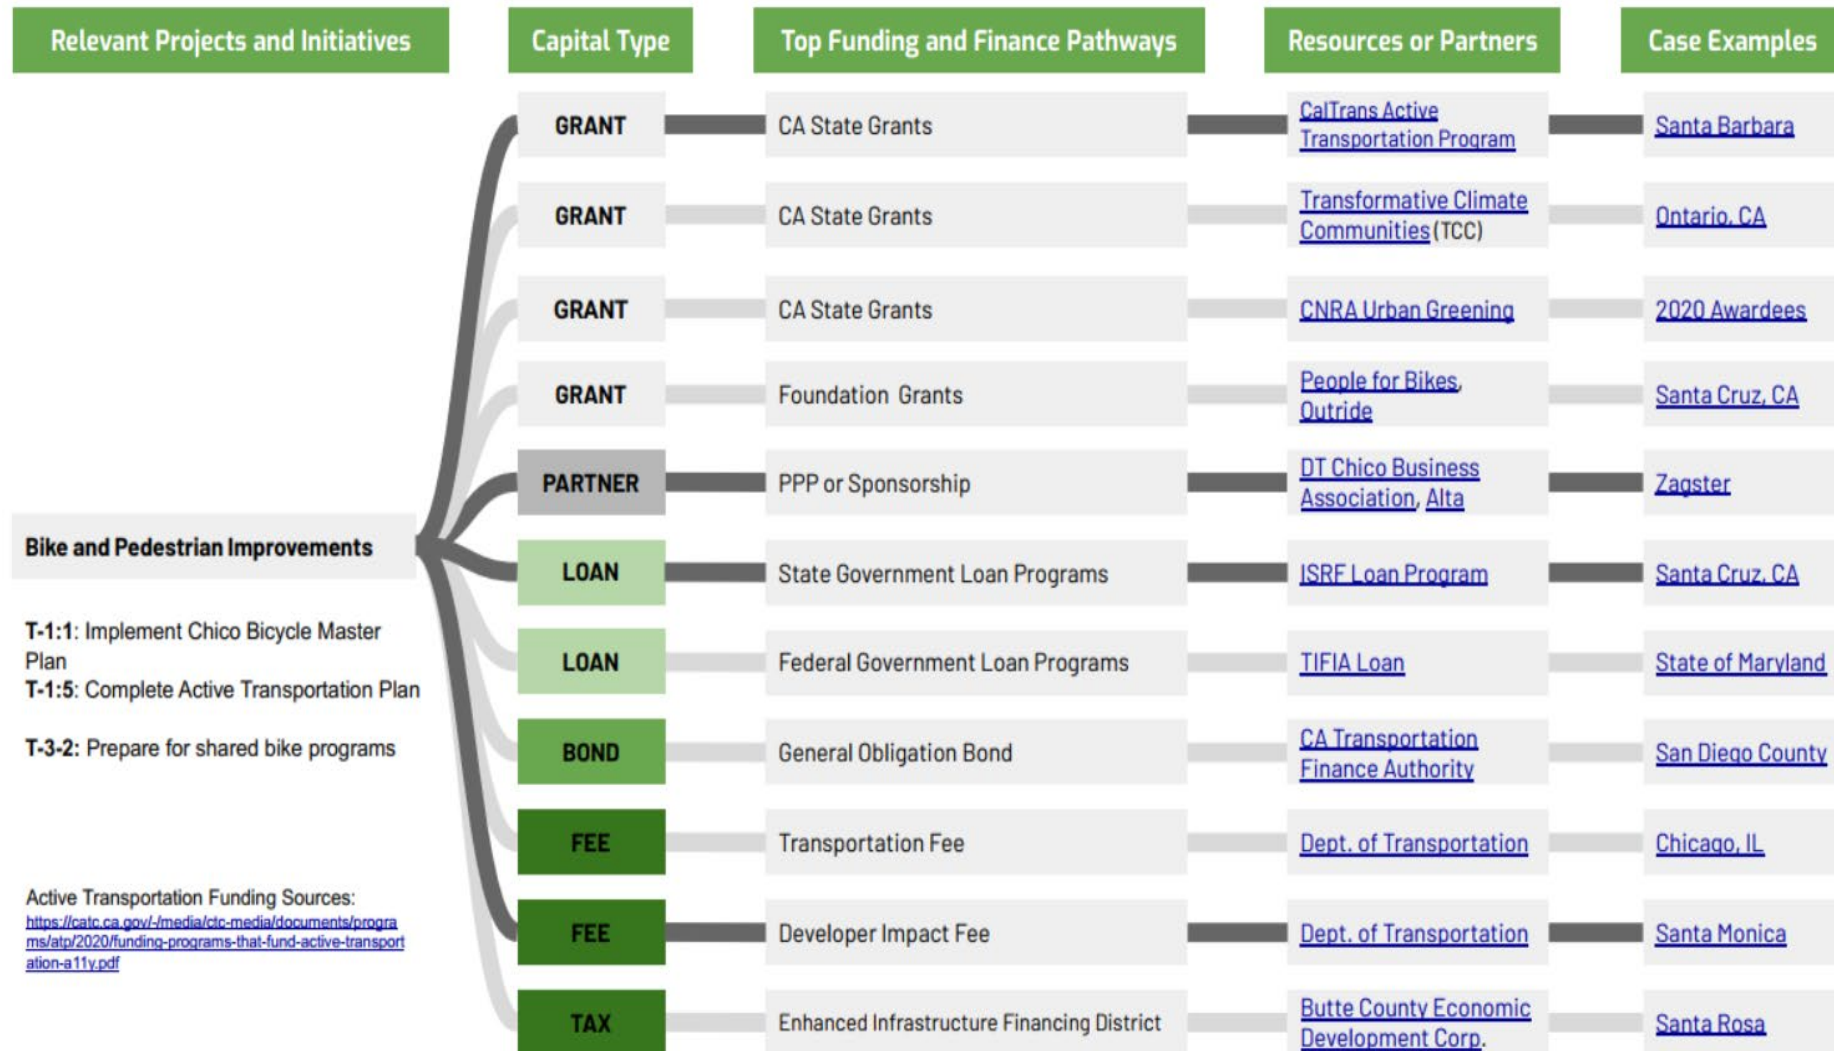 Relevant Projects and Initiatives
Capital Type
Top Funding and Finance Pathways
Resources or Partners
Case Examples
GRANT
CA State Grants
CalTrans Active
Transportation Program
Santa Barbara
GRANT
CA State Grants
Transformative Climate
Communities (TCC)
Ontario, CA
GRANT
CA State Grants
CNRA Urban Greening
2020 Awardees
GRANT
Foundation Grants
People for Bikes,
Outride
Santa Cruz, CA
PARTNER
PPP or Sponsorship
DT Chico Business
Association, Alta
Zagster
Bike and Pedestrian Improvements
LOAN
State Government Loan Programs
ISRF Loan Program
Santa Cruz, CA
T-1:1: Implement Chico Bicycle Master
Plan
T-1:5: Complete Active Transportation Plan
T-3-2: Prepare for shared bike programs
LOAN
Federal Government Loan Programs
TIFIA Loan
State of Maryland
BOND
General Obligation Bond
CA Transportation
Finance Authority
San Diego County
FEE
Transportation Fee
Dept. of Transportation
Chicago, IL
Active Transportation Funding Sources:
https://catc.ca.gov/-/media/ctc-media/documents/progra
ms/atp/2020/funding-programs-that-fund-active-transport
ation-a11y.pdf
FEE
Developer Impact Fee
Dept. of Transportation
Santa Monica
TAX
Enhanced Infrastructure Financing District
Butte County Economic
Development Corp.
Santa Rosa